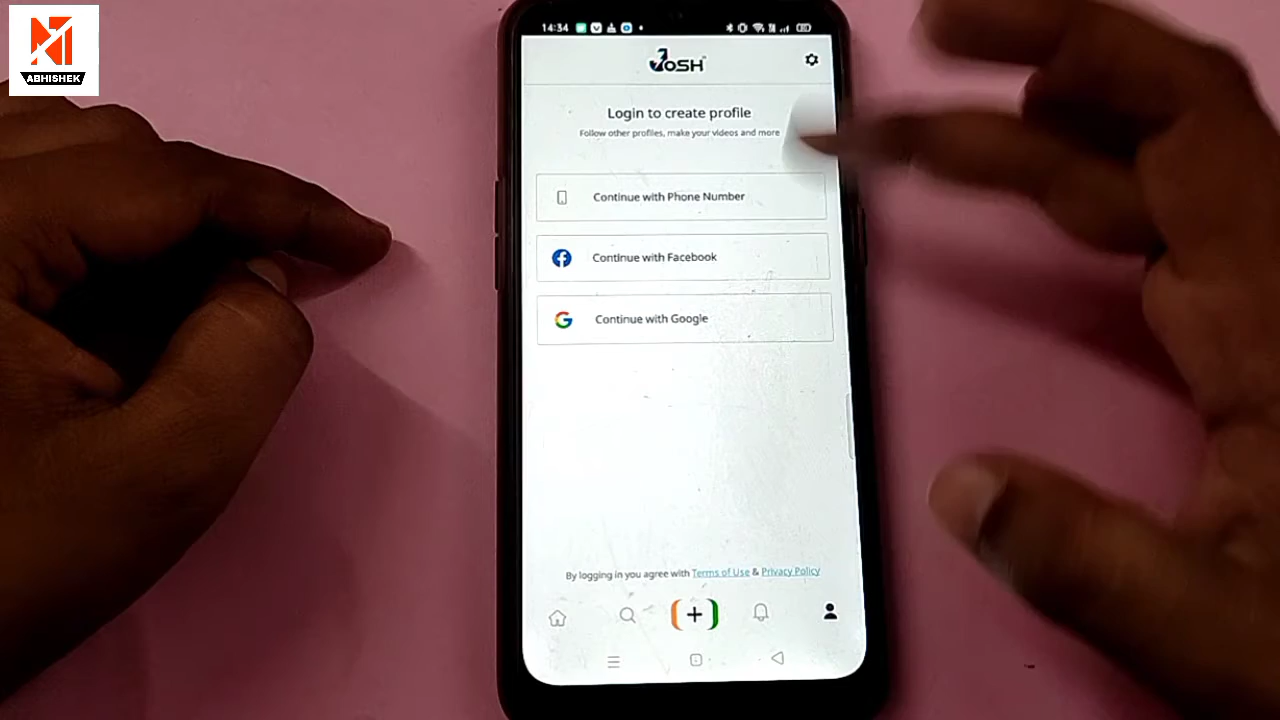 ABHISHEK
14:34
JOSH
Login to create profile
Follow other profiles, make your videos and more
Continue with Phone Number
Continue with Facebook
Continue with Google
By logging in you agree with Terms of Use & Privacy Policy